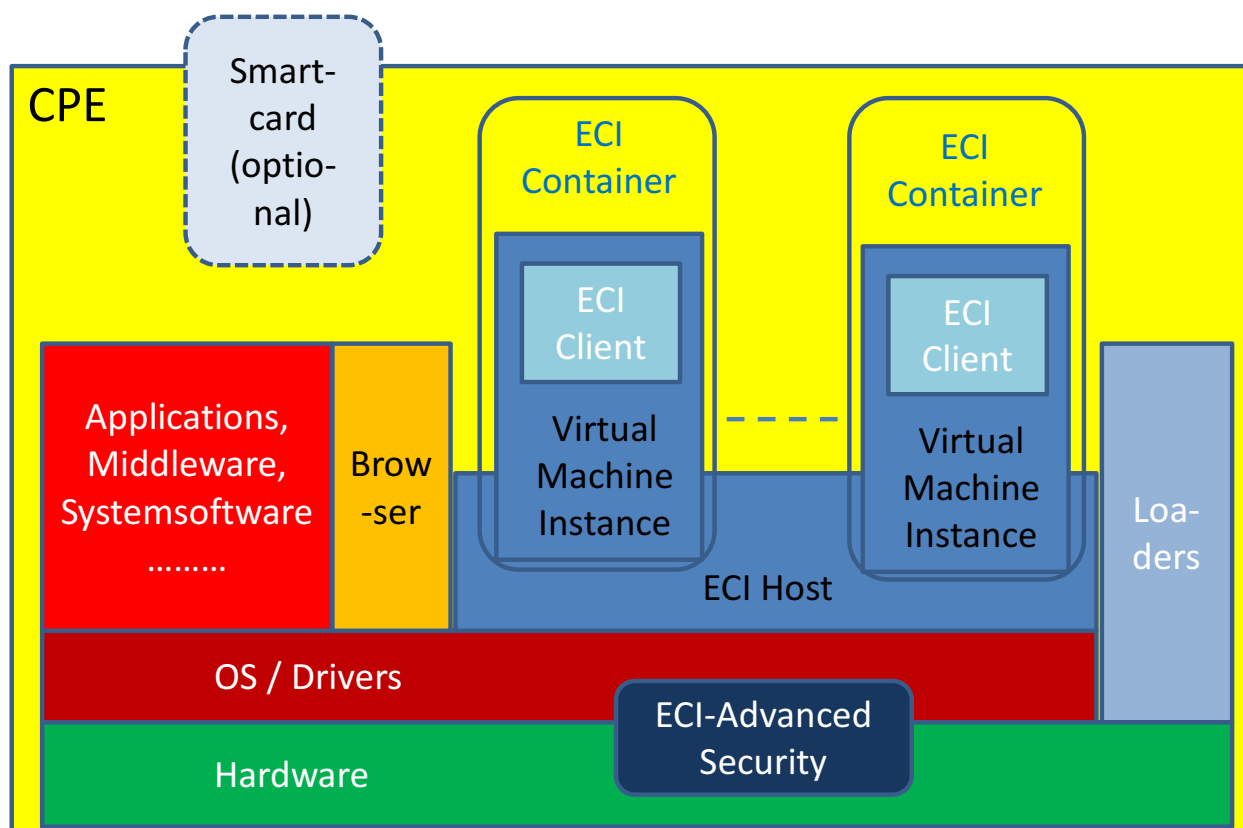 CPE
Smart-
card
(optio-
nal)
ECI
Container
ECI
Client
Virtual
Machine
Instance
ECI
Container
ECI
Client
Virtual
Machine
Instance
Applications,
Middleware,
Systemsoftware
………
Brow
-ser
ECI Host
Loa-
ders
OS / Drivers
ECI-Advanced
Security
Hardware